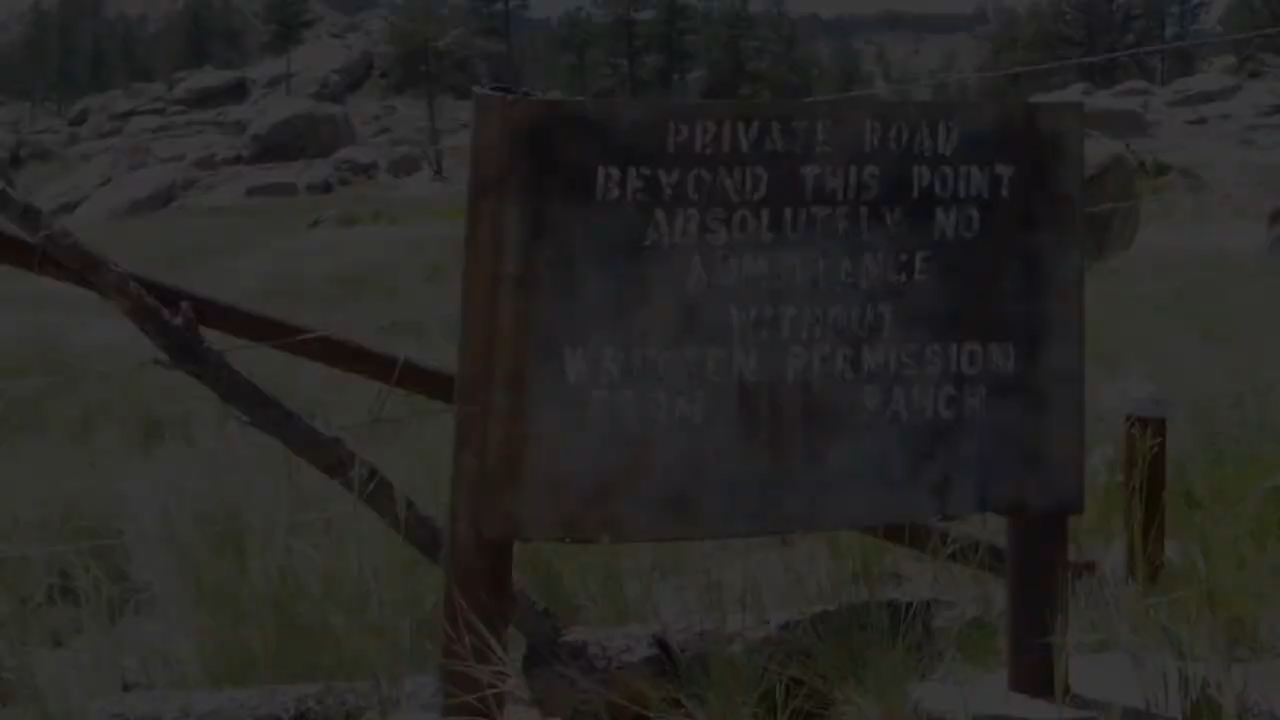 PRIVATE ROAD
BEYOND THIS POINT
ABSOLUTELY NO
ADMITTANCE
WITHOUT
WRITTEN PERMISSION
FROM RANCH